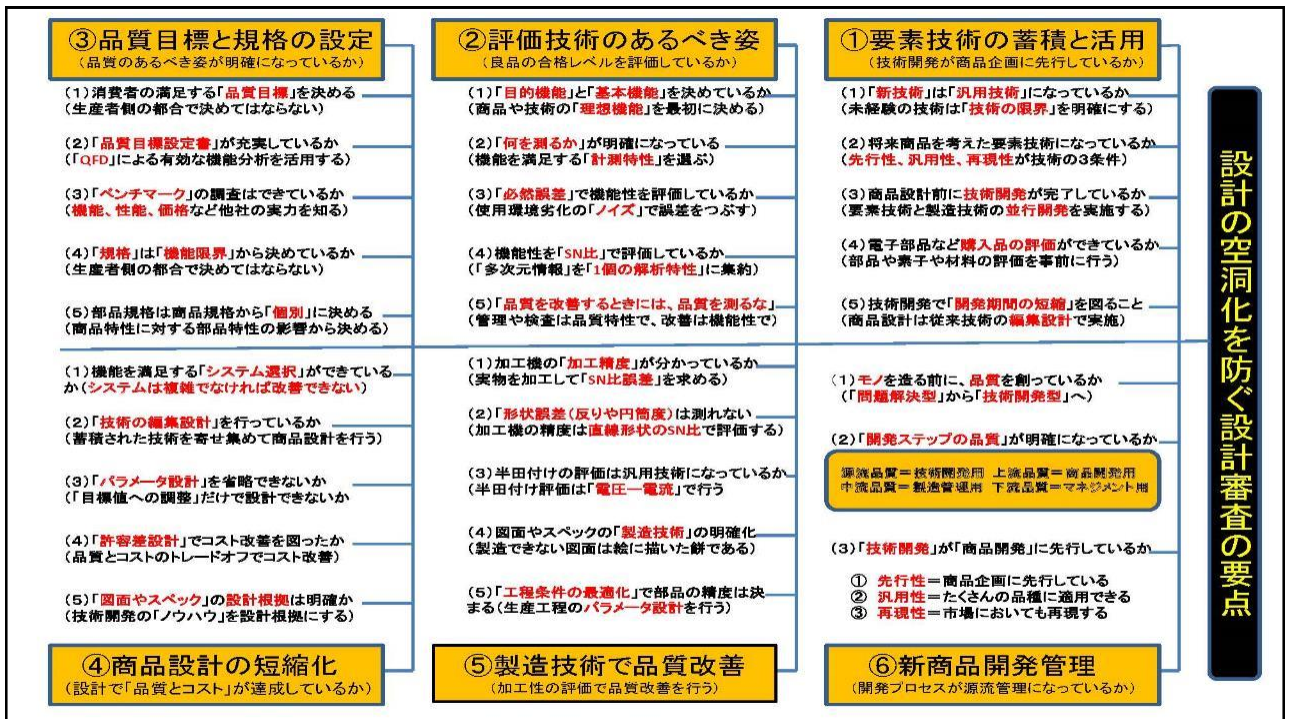 ③品質目標と規格の設定
(品質のあるべき姿が明確になっているか)
(1)消費者の満足する「品質目標」を決める
(生産者側の都合で決めてはならない)
(2)「品質目標設定書」が充実しているか
(「QFD」による有効な機能分析を活用する)
(3)「ベンチマーク」の調査はできているか
(機能、性能、価格など他社の実力を知る)
(4)「規格」は「機能限界」から決めているか
(生産者側の都合で決めてはならない)
(5)部品規格は商品規格から「個別」に決める
(商品特性に対する部品特性の影響から決める)
②評価技術のあるべき姿
(良品の合格レベルを評価しているか)
(1)「目的機能」と「基本機能」を決めているか
(商品や技術の「理想機能」を最初に決める)
(2)「何を測るか」が明確になっている
(機能を満足する「計測特性」を選ぶ)
(3)「必然誤差」で機能性を評価しているか
(使用環境劣化の「ノイズ」で誤差をつぶす)
(4)機能性を「SN比」で評価しているか
(「多次元情報」を「1個の解析特性」に集約)
(5)「品質を改善するときには、品質を測るな」
(管理や検査は品質特性で、改善は機能性で)
①要素技術の蓄積と活用
(技術開発が商品企画に先行しているか)
(1)「新技術」は「汎用技術」になっているか
(未経験の技術は「技術の限界」を明確にする)
(2)将来商品を考えた要素技術になっているか
(先行性、汎用性、再現性が技術の3条件)
(3)商品設計前に技術開発が完了しているか
(要素技術と製造技術の並行開発を実施する)
(4)電子部品など購入品の評価ができているか
(部品や素子や材料の評価を事前に行う)
(5)技術開発で「開発期間の短縮」を図ること
(商品設計は従来技術の編集設計で実施)
設計の空洞化を防ぐ設計審査の要点
(1)機能を満足する「システム選択」ができている
か(システムは複雑でなければ改善できない)
(2)「技術の編集設計」を行っているか
(蓄積された技術を寄せ集めて商品設計を行う)
(3)「パラメータ設計」を省略できないか
(「目標値への調整」だけで設計できないか
(4)「許容差設計」でコスト改善を図ったか
(品質とコストのトレードオフでコスト改善)
(5)「図面やスペック」の設計根拠は明確か
(技術開発の「ノウハウ」を設計根拠にする)
④商品設計の短縮化
(設計で「品質とコスト」が達成しているか)
(1)加工機の「加工精度」が分かっているか
(実物を加工して「SN比誤差」を求める)
(2)「形状誤差(反りや円筒度)は測れない
(加工機の精度は直線形状のSN比で評価する)
(3)半田付けの評価は汎用技術になっているか
(半田付け評価は「電圧ー電流」で行う
(4)図面やスペックの「製造技術」の明確化
(製造できない図面は絵に描いた餅である)
(5)「工程条件の最適化」で部品の精度は決
まる(生産工程のパラメータ設計を行う)
⑤製造技術で品質改善
(加工性の評価で品質改善を行う)
(1)モノを造る前に、品質を創っているか
(「問題解決型」から「技術開発型」へ)
(2)「開発ステップの品質」が明確になっているか
源流品質=技術開発用 上流品質=商品開発用
中流品質=製造管理用 下流品質=マネジメント用
(3)「技術開発」が「商品開発」に先行しているか
① 先行性=商品企画に先行している
② 汎用性=たくさんの品種に適用できる
③ 再現性=市場においても再現する
⑥新商品開発管理
(開発プロセスが源流管理になっているか)